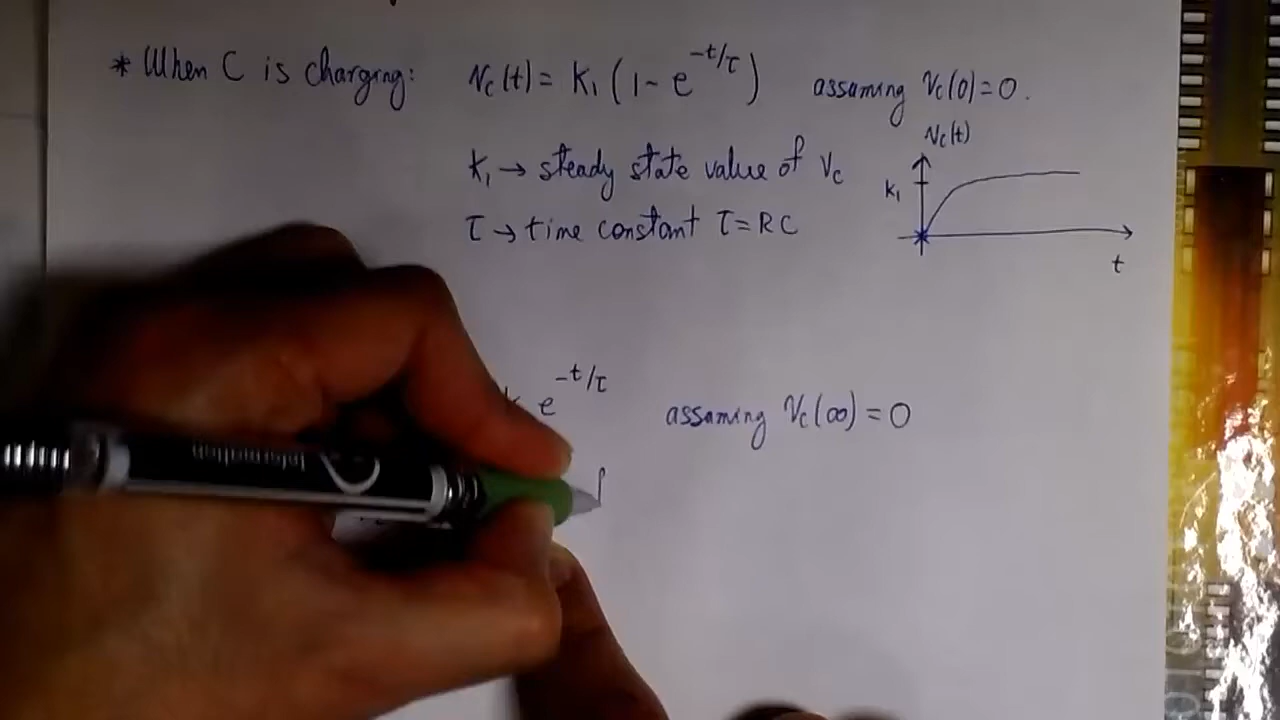 * When C is charging: Vc(t) = K₁ (1 - e^{-t/τ}) assuming Vc(0) = 0.
Vc(t)
K₁ → steady state value of Vc
K₁
τ → time constant τ = RC
t
e^{-t/τ} assuming Vc(∞) = 0